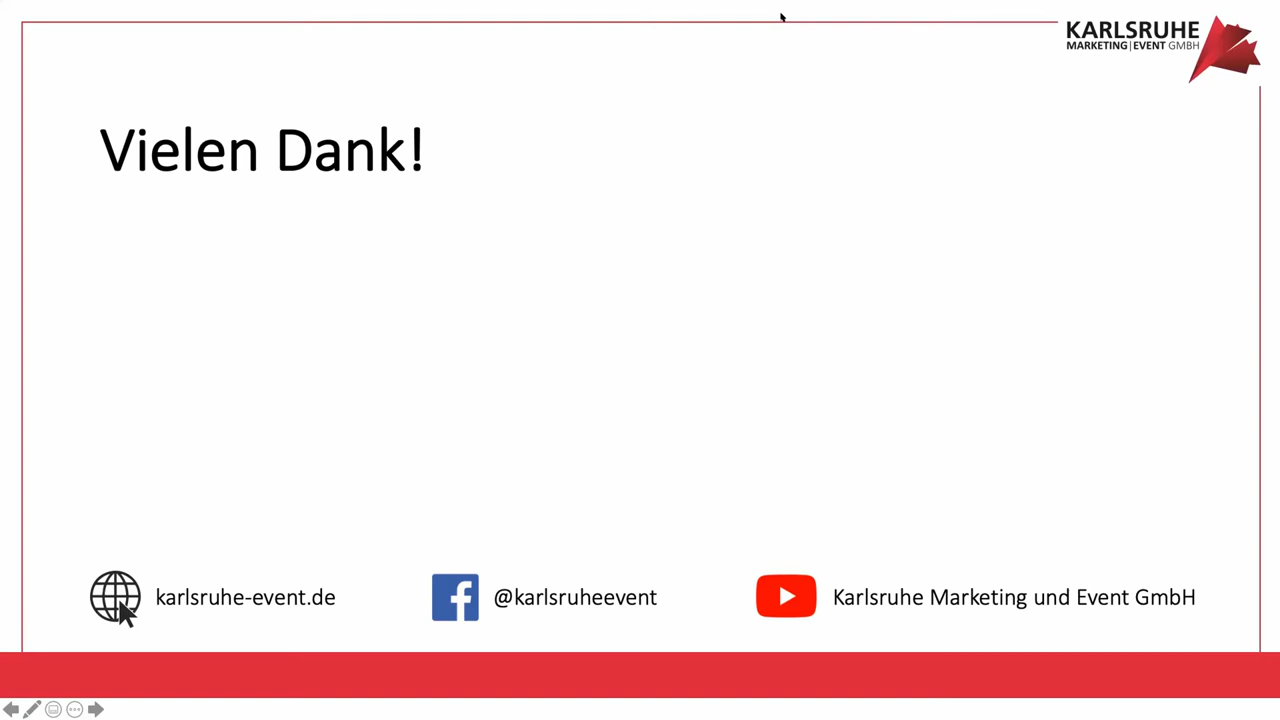 KARLSRUHE
MARKETING|EVENT GMBH
Vielen Dank!
karlsruhe-event.de
@karlsruheevent
Karlsruhe Marketing und Event GmbH